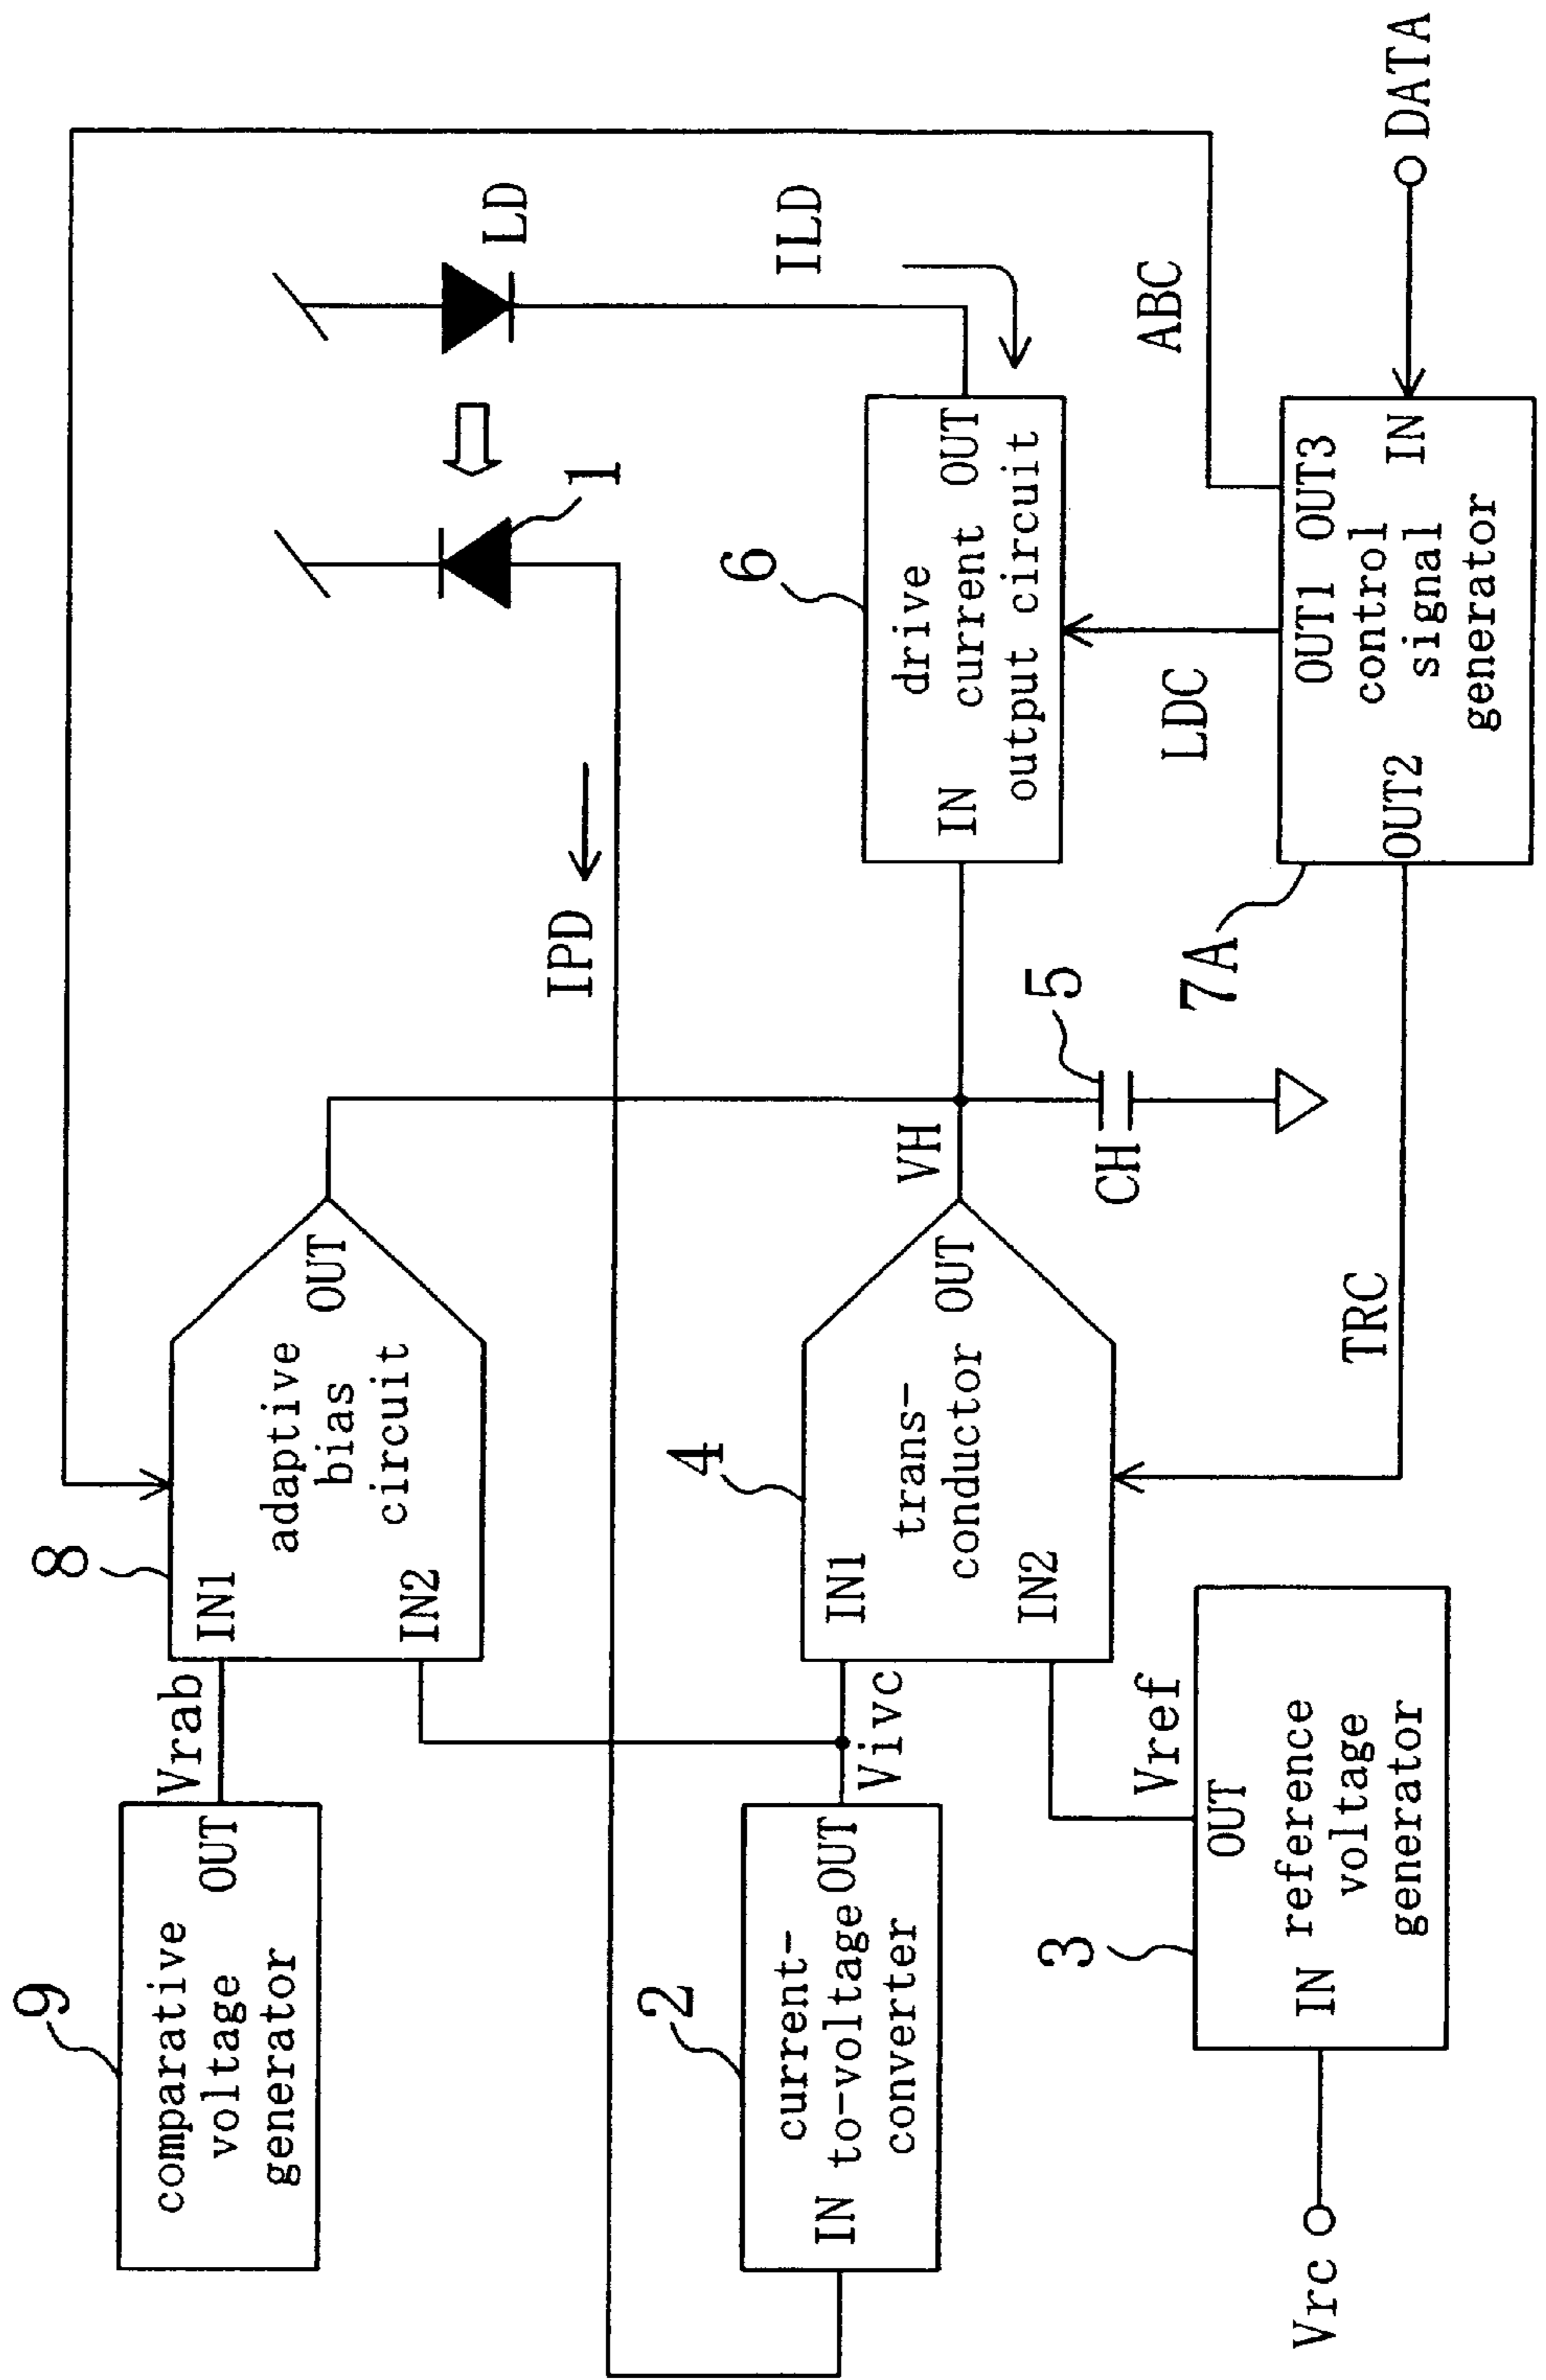 9
comparative
voltage
generator
OUT
Vrab
8
IN1
IN2
adaptive
bias
circuit
OUT
IPD
1
LD
ILD
2
IN
current-
to-voltage
converter
OUT
Vivc
4
IN1
IN2
trans-
conductor
OUT
VH
5
CH
6
IN
drive
current
output circuit
OUT
Vrc
3
IN
reference
voltage
generator
OUT
Vref
TRC
LDC
ABC
7A
OUT2
OUT1
OUT3
control
signal
generator
IN
DATA